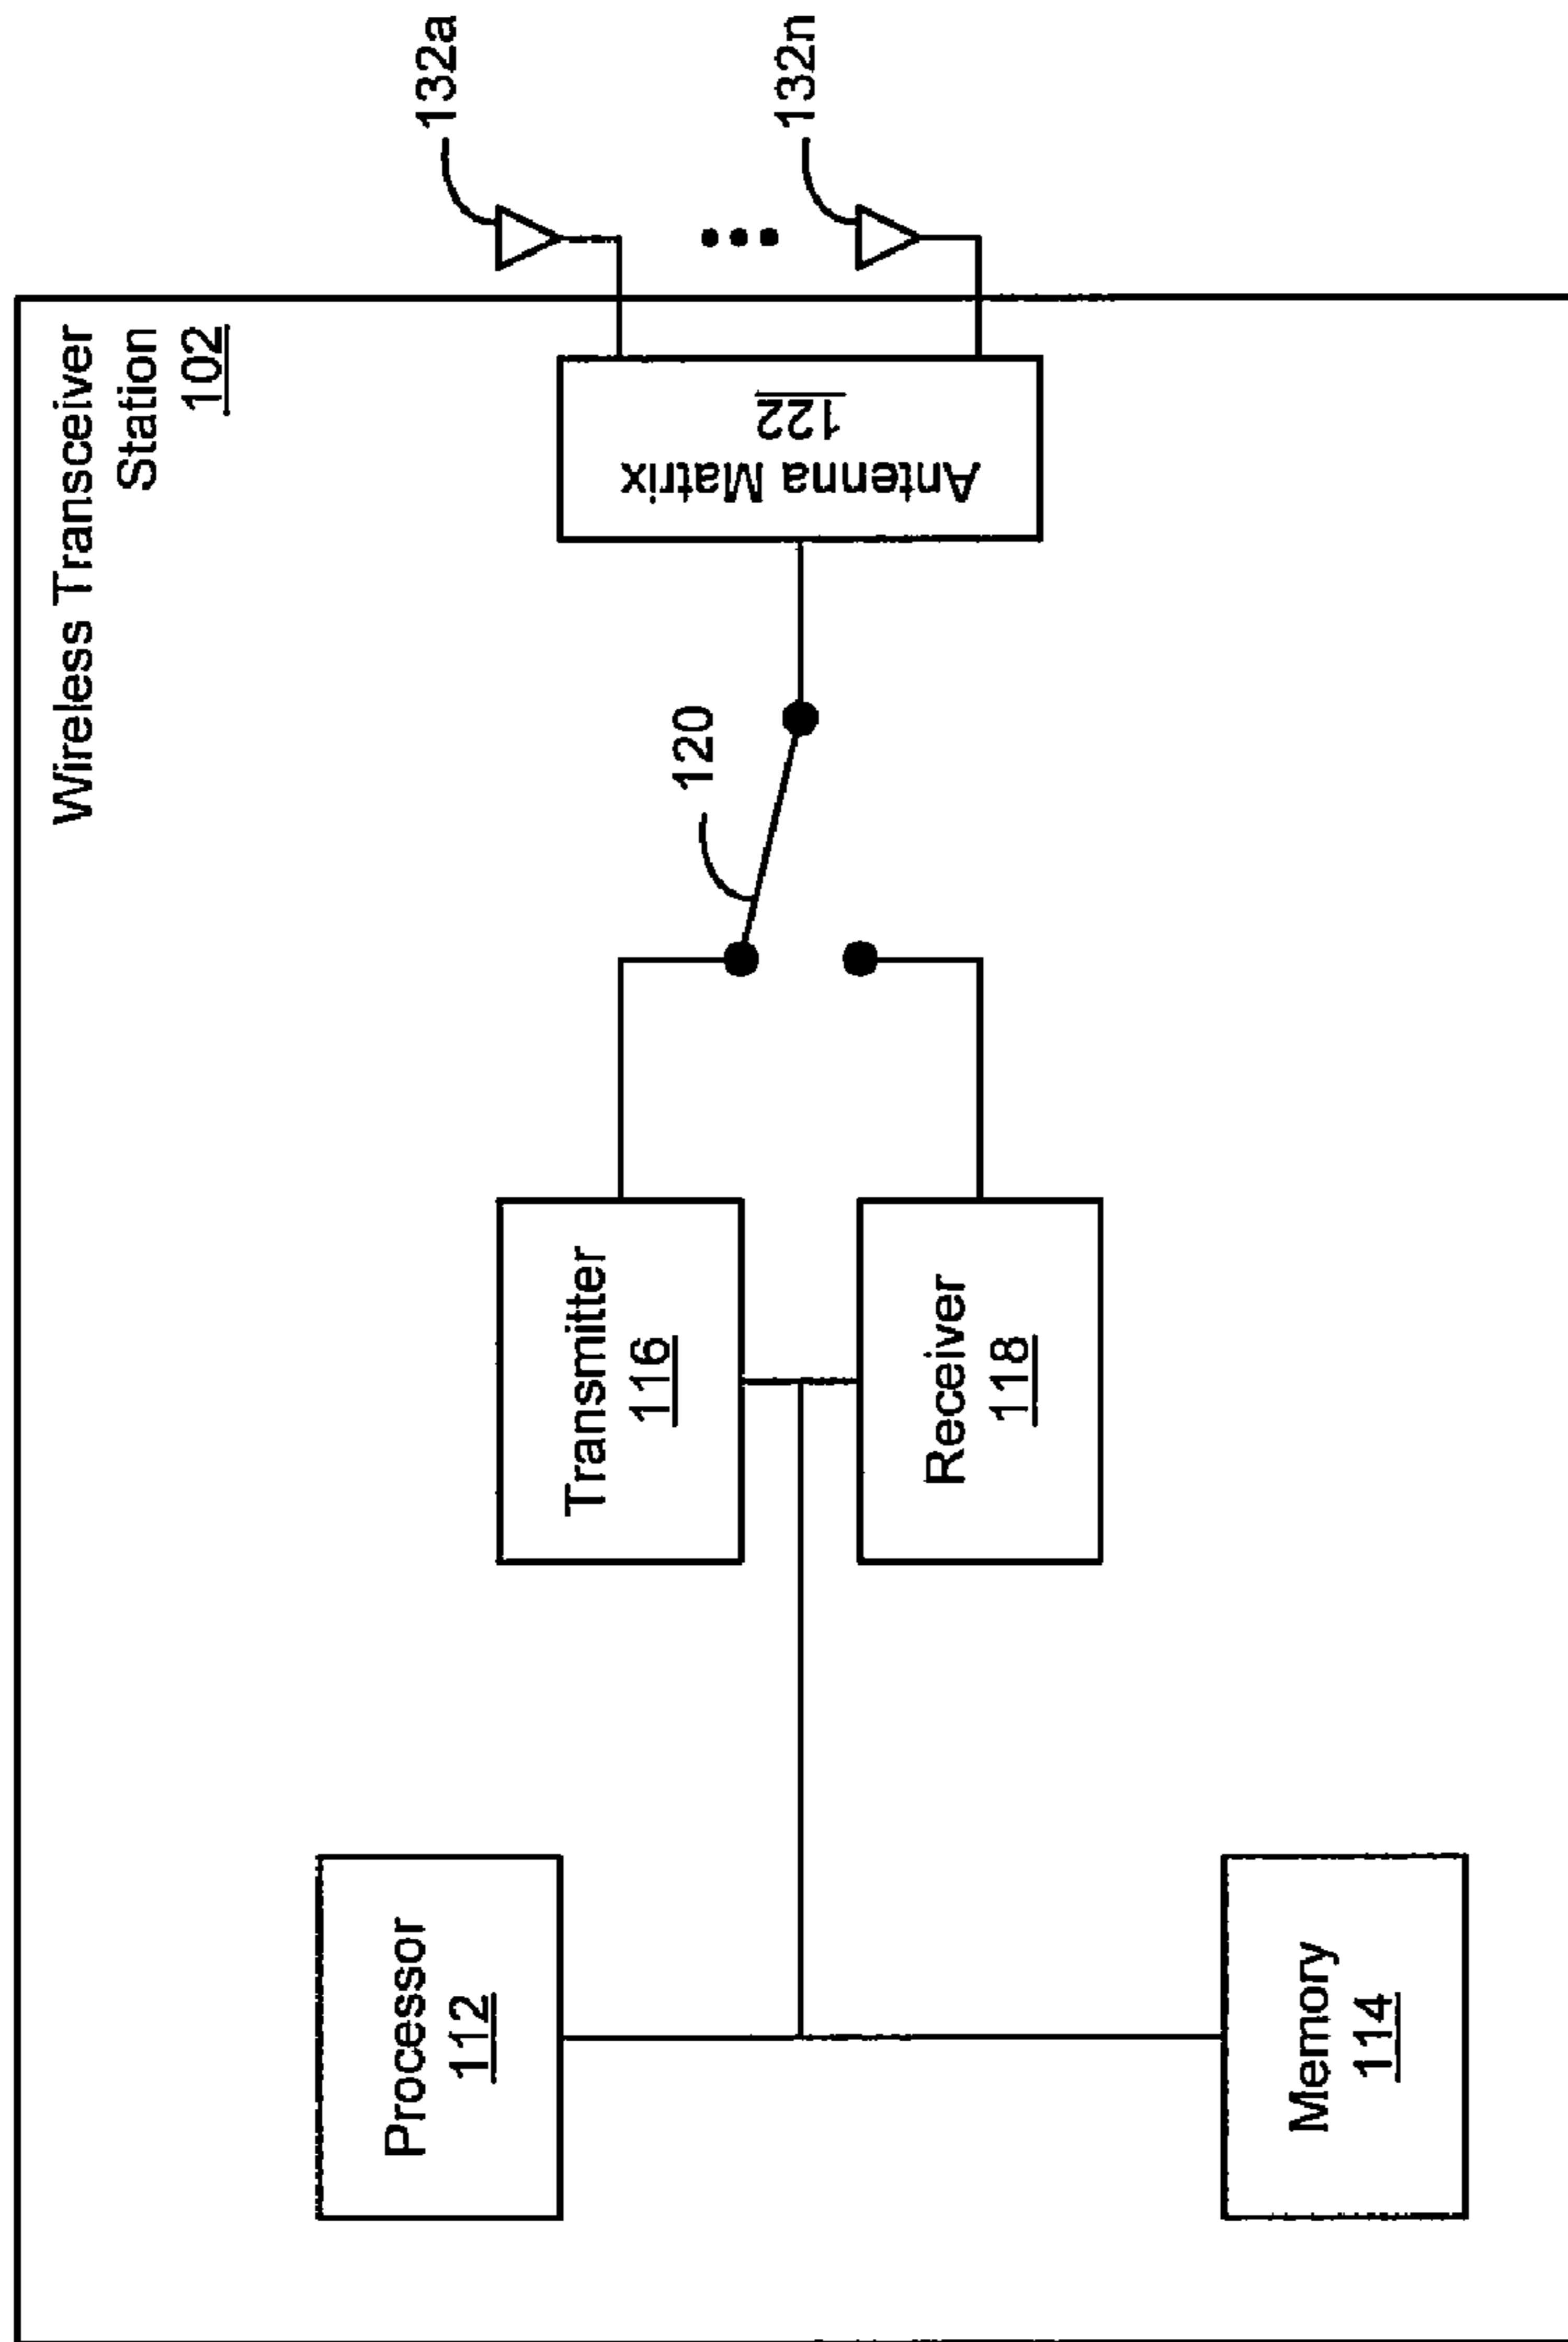 Wireless Transceiver
Station
102
Processor
112
Memory
114
Transmitter
116
Receiver
118
120
Antenna Matrix
122
132a
132n